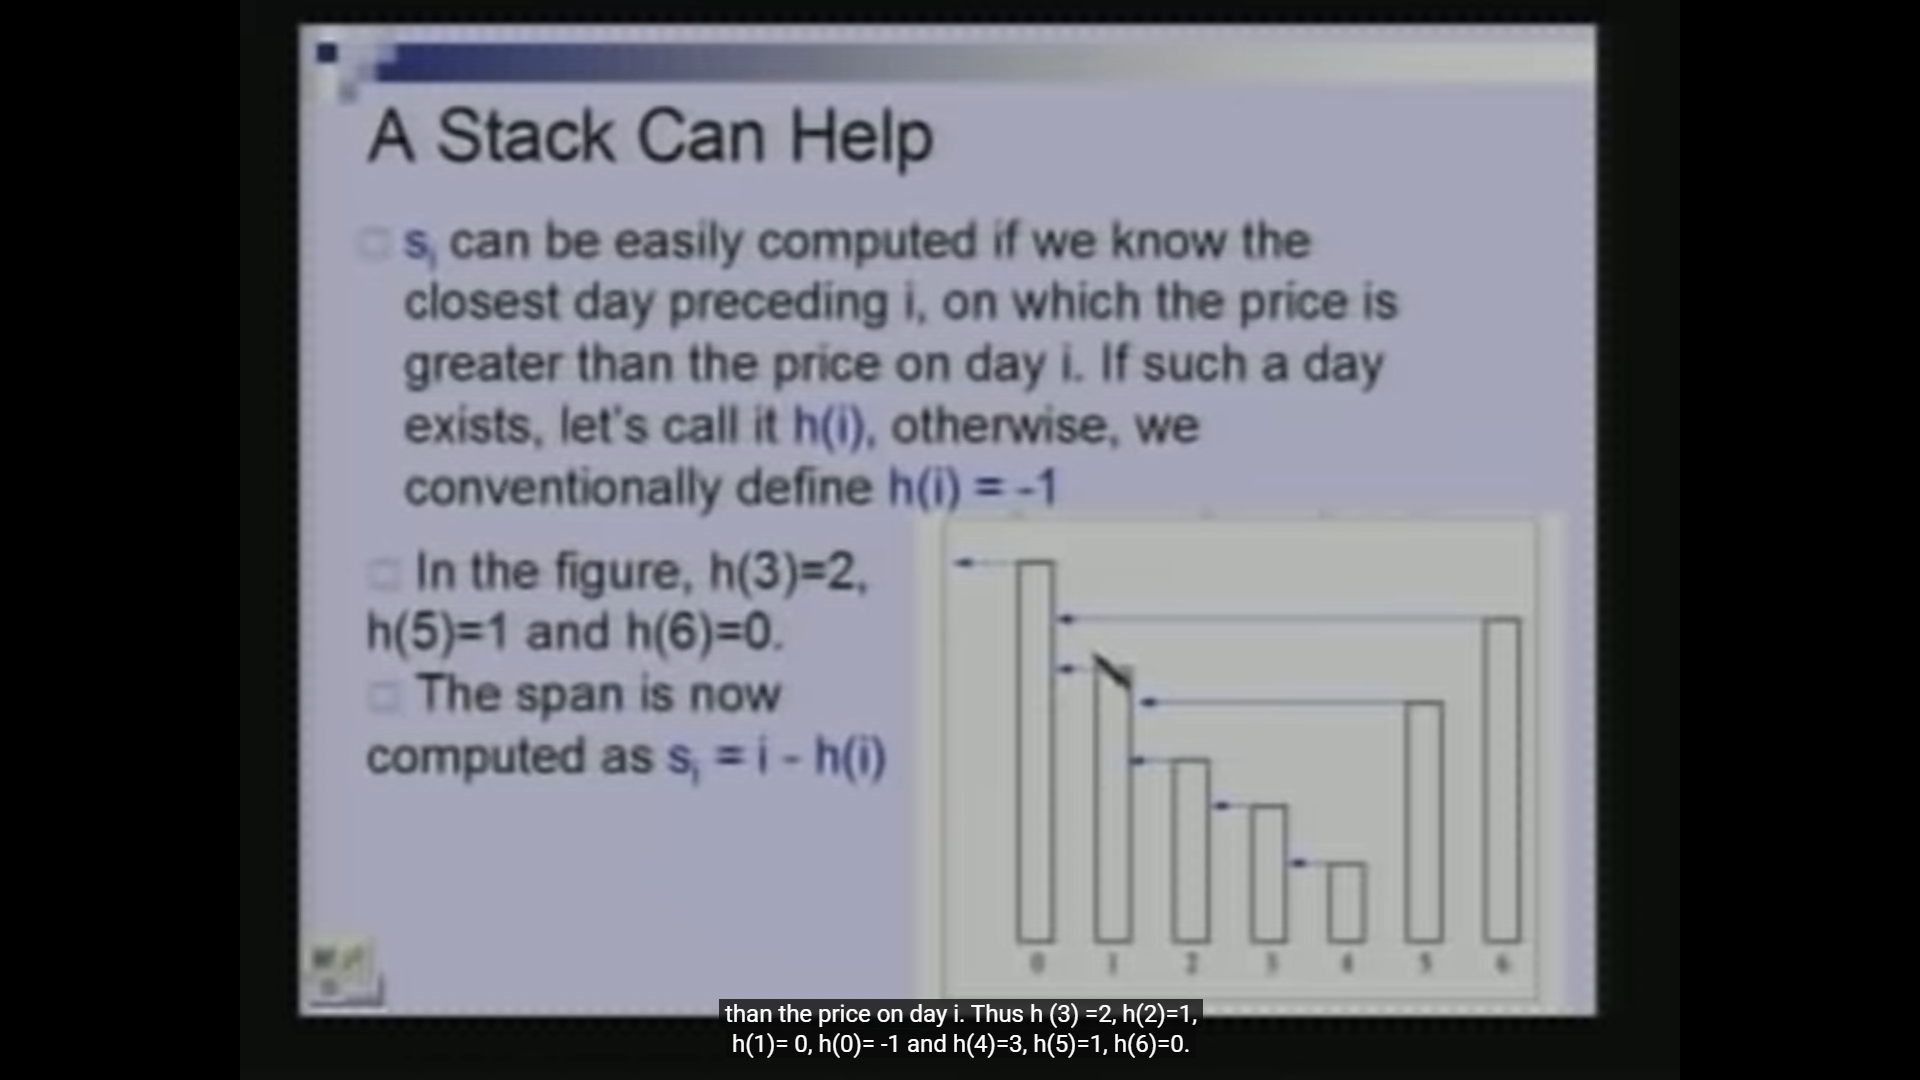 A Stack Can Help
sᵢ can be easily computed if we know the
closest day preceding i, on which the price is
greater than the price on day i. If such a day
exists, let's call it h(i), otherwise, we
conventionally define h(i) = -1
In the figure, h(3)=2,
h(5)=1 and h(6)=0.
The span is now
computed as sᵢ = i - h(i)
0 1 2 3 4 5 6
than the price on day i. Thus h (3) =2, h(2)=1,
h(1)= 0, h(0)= -1 and h(4)=3, h(5)=1, h(6)=0.